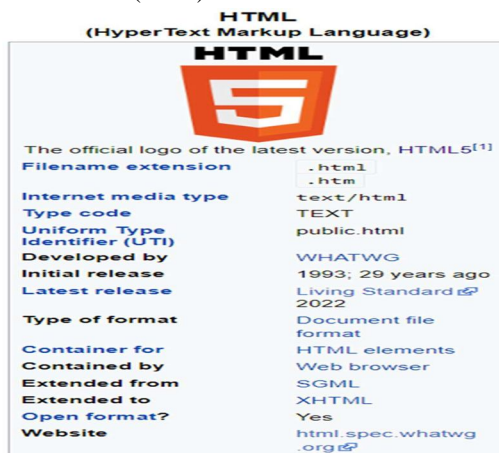 HTML
(HyperText Markup Language)
HTML
5
The official logo of the latest version, HTML5[1]
Filename extension .html
.htm
Internet media type text/html
Type code TEXT
Uniform Type public.html
Identifier (UTI)
Developed by WHATWG
Initial release 1993; 29 years ago
Latest release Living Standard
2022
Type of format Document file
format
Container for HTML elements
Contained by Web browser
Extended from SGML
Extended to XHTML
Open format? Yes
Website html.spec.whatwg
.org